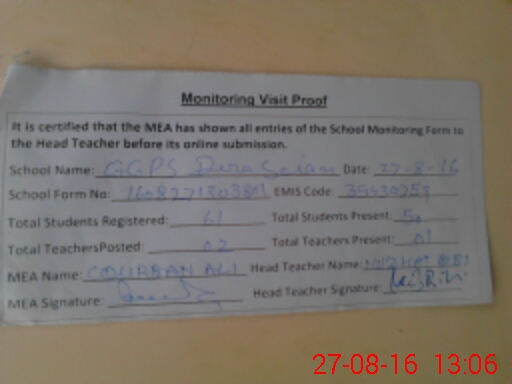 Monitoring Visit Proof
It is certified that the MEA has shown all entries of the School Monitoring Form to
the Head Teacher before its online submission.
School Name: GGPS Dera Date: 27-8-16
School Form No: EMIS Code:
Total Students Registered: 61 Total Students Present: 50
Total TeachersPosted: 02 Total Teachers Present: 01
MEA Name: ALI Head Teacher Name: BIBI
MEA Signature: Head Teacher Signature:
27-08-16 13:06